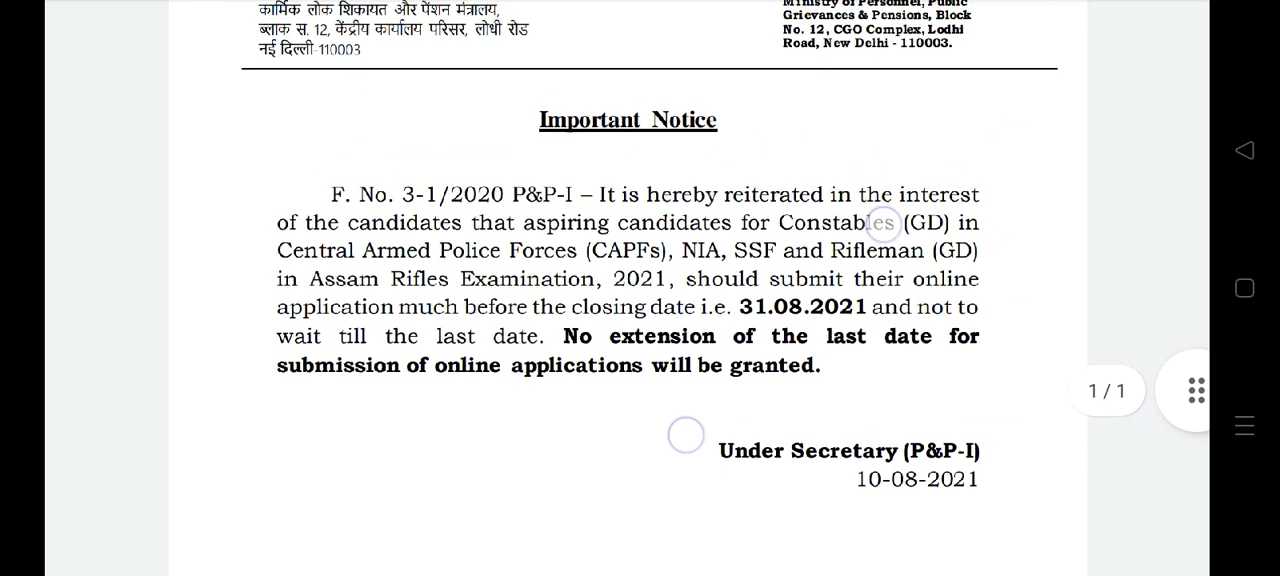 कार्मिक लोक शिकायत और पेंशन मंत्रालय,
ब्लाक स. 12, केंद्रीय कार्यालय परिसर, लोधी रोड
नई दिल्ली-110003
Ministry of Personnel, Public
Grievances & Pensions, Block
No. 12, CGO Complex, Lodhi
Road, New Delhi - 110003.
Important Notice
F. No. 3-1/2020 P&P-I – It is hereby reiterated in the interest
of the candidates that aspiring candidates for Constables (GD) in
Central Armed Police Forces (CAPFs), NIA, SSF and Rifleman (GD)
in Assam Rifles Examination, 2021, should submit their online
application much before the closing date i.e. 31.08.2021 and not to
wait till the last date. No extension of the last date for
submission of online applications will be granted.
1 / 1
Under Secretary (P&P-I)
10-08-2021